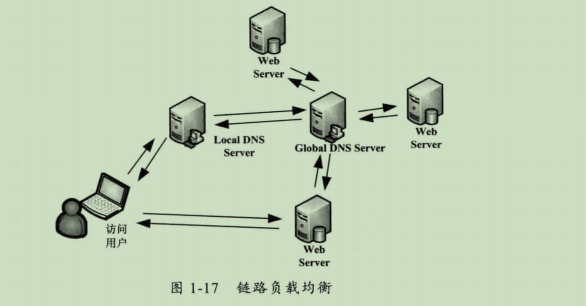 Web
Server
Local DNS
Server
Global DNS Server
Web
Server
访问
用户
Web
Server
图 1-17 链路负载均衡